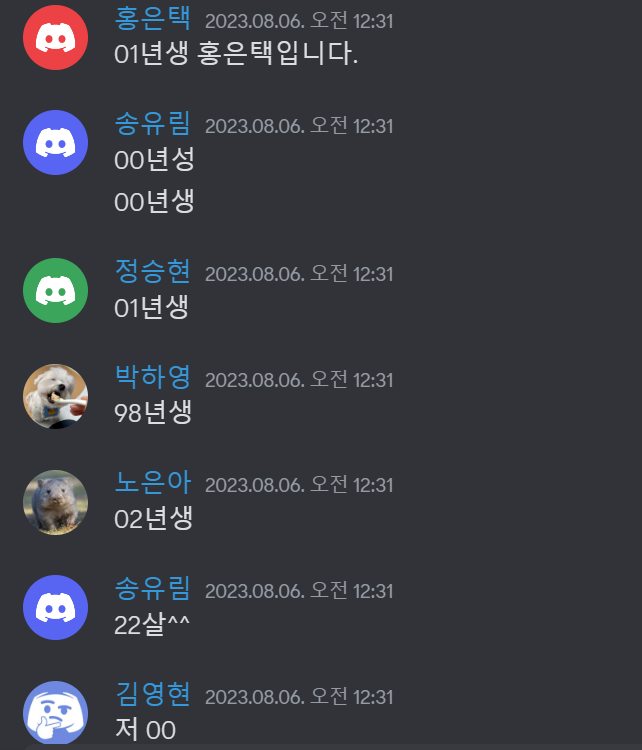 홍은택 2023.08.06. 오전 12:31
01년생 홍은택입니다.
송유림 2023.08.06. 오전 12:31
00년성
00년생
정승현 2023.08.06. 오전 12:31
01년생
박하영 2023.08.06. 오전 12:31
98년생
노은아 2023.08.06. 오전 12:31
02년생
송유림 2023.08.06. 오전 12:31
22살^^
김영현 2023.08.06. 오전 12:31
저 00